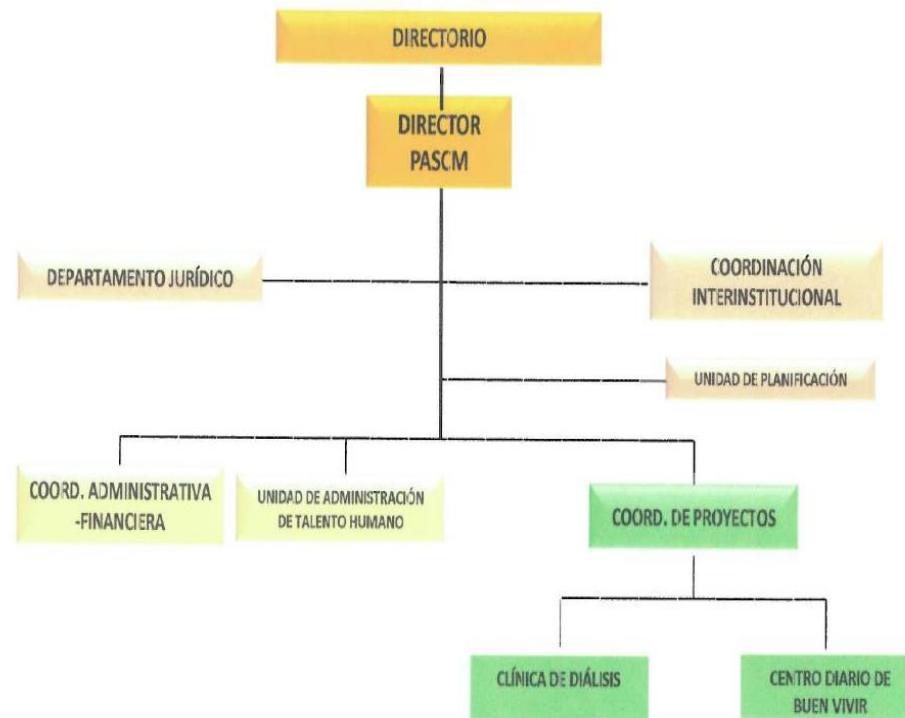 DIRECTORIO
DIRECTOR
PASCM
DEPARTAMENTO JURÍDICO
COORDINACIÓN
INTERINSTITUCIONAL
UNIDAD DE PLANIFICACIÓN
COORD. ADMINISTRATIVA
-FINANCIERA
UNIDAD DE ADMINISTRACIÓN
DE TALENTO HUMANO
COORD. DE PROYECTOS
CLÍNICA DE DIÁLISIS
CENTRO DIARIO DE
BUEN VIVIR